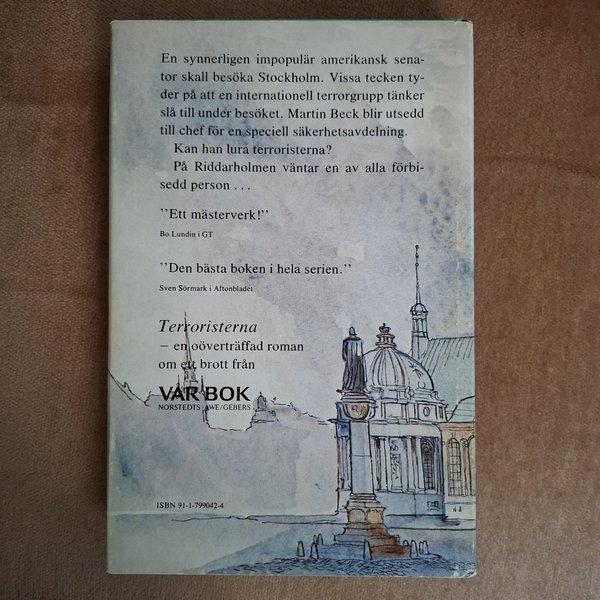 En synnerligen impopulär amerikansk sena-
tor skall besöka Stockholm. Vissa tecken ty-
der på att en internationell terrorgrupp tänker
slå till under besöket. Martin Beck blir utsedd
till chef för en speciell säkerhetsavdelning.
Kan han lura terroristerna?
På Riddarholmen väntar en av alla förbi-
sedd person . . .
”Ett mästerverk!”
Bo Lundin i GT
”Den bästa boken i hela serien.”
Sven Sörmark i Aftonbladet
Terroristerna
– en oöverträffad roman
om ett brott från
VÅR BOK
NORSTEDTS AWE/GEBERS
ISBN 91-1-799042-4